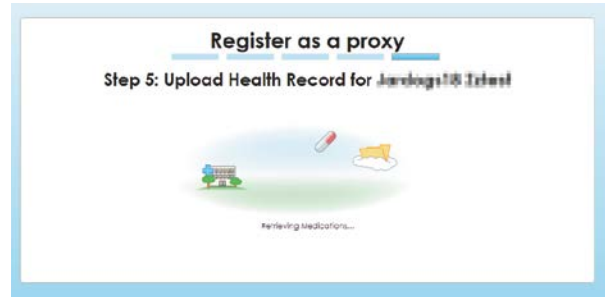 Register as a proxy
Step 5: Upload Health Record for
Retrieving Medications...